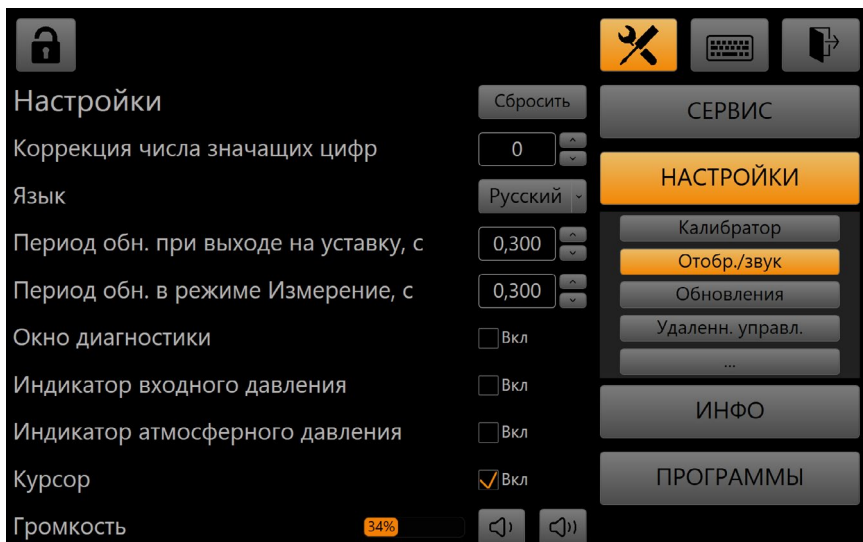 Настройки
Сбросить
Коррекция числа значащих цифр
0
Язык
Русский
Период обн. при выходе на уставку, с
0,300
Период обн. в режиме Измерение, с
0,300
Окно диагностики
Вкл
Индикатор входного давления
Вкл
Индикатор атмосферного давления
Вкл
Курсор
Вкл
Громкость
34%
СЕРВИС
НАСТРОЙКИ
Калибратор
Отобр./звук
Обновления
Удаленн. управл.
...
ИНФО
ПРОГРАММЫ